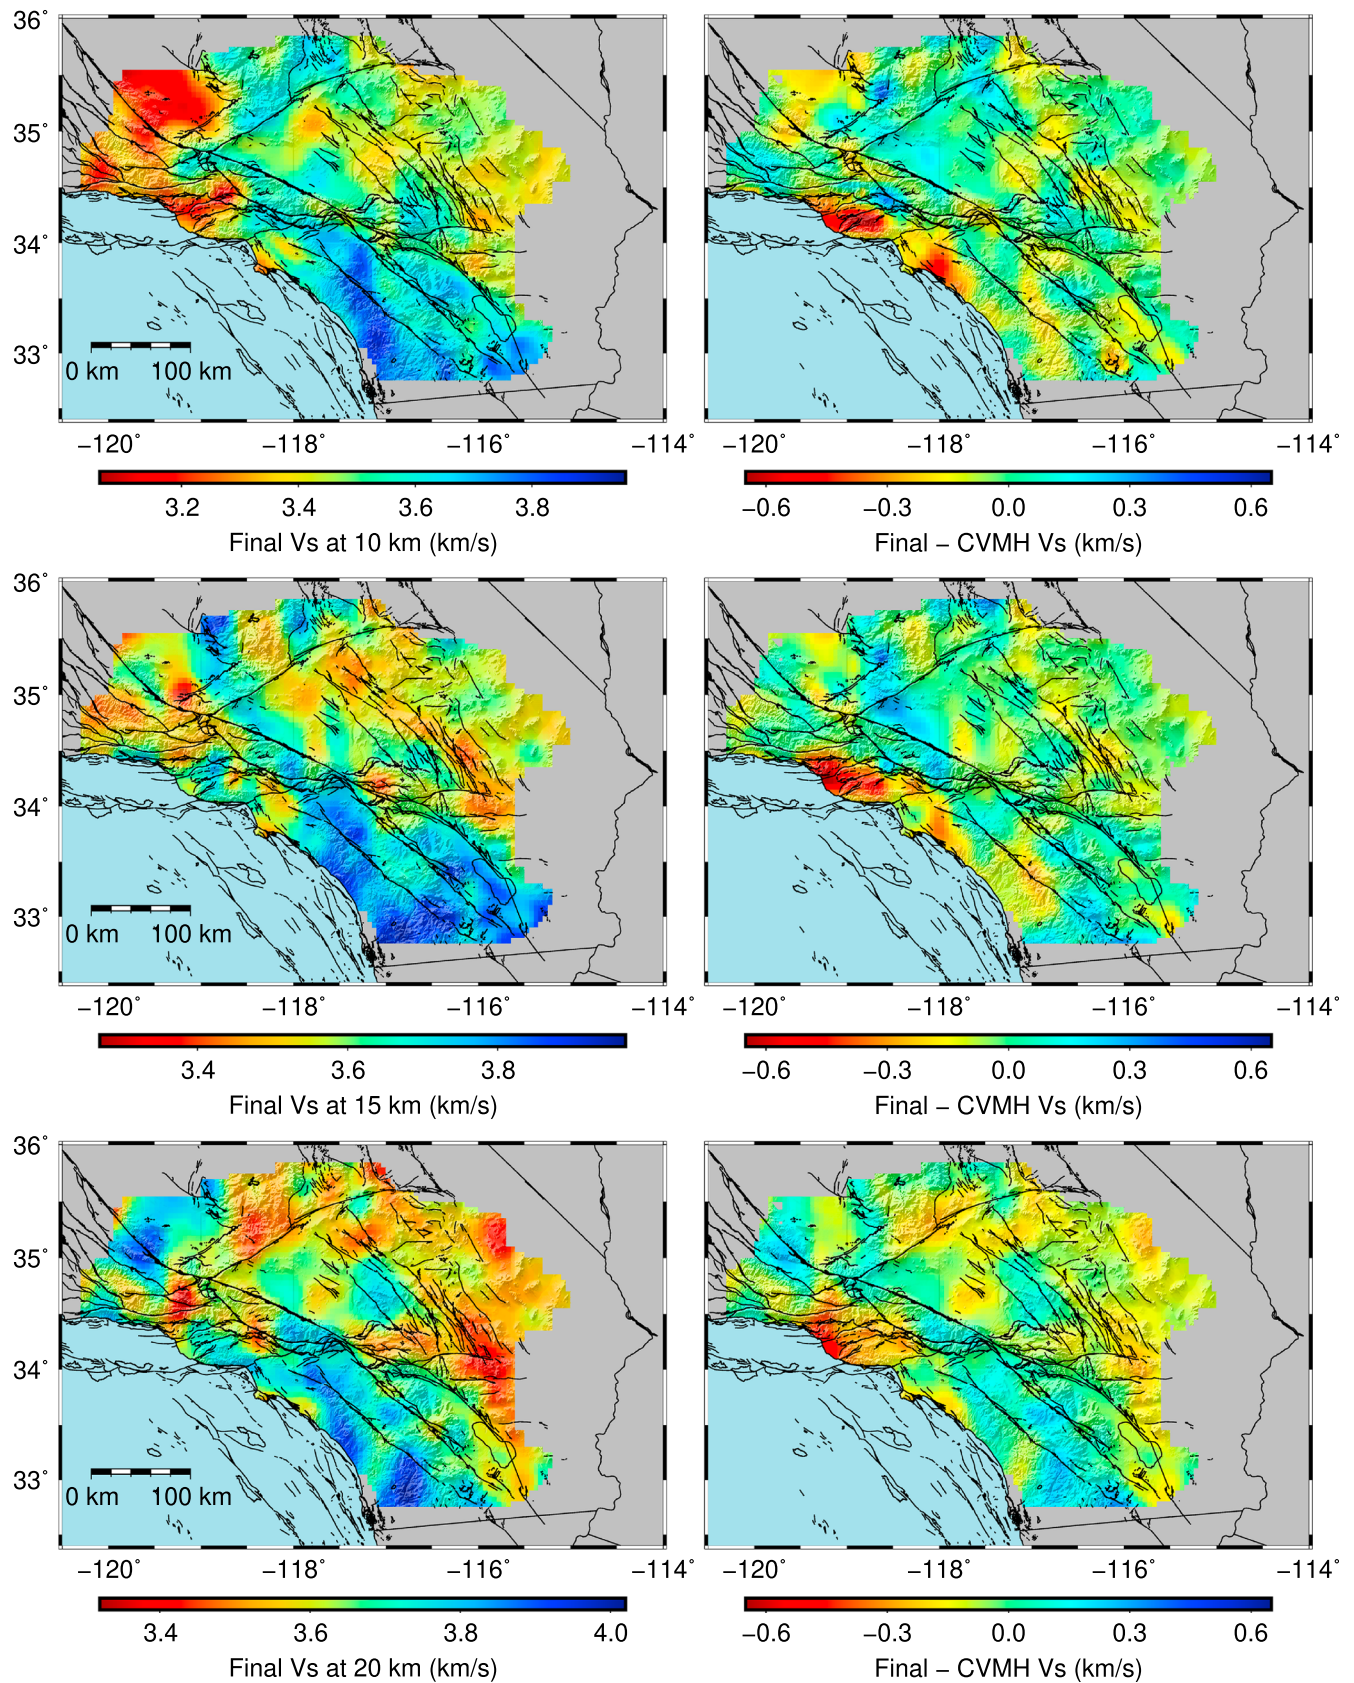 36°
35°
34°
33°
0 km 100 km
−120° −118° −116° −114° −120° −118° −116° −114°
3.2 3.4 3.6 3.8 −0.6 −0.3 0.0 0.3 0.6
Final Vs at 10 km (km/s) Final − CVMH Vs (km/s)
36°
35°
34°
33°
0 km 100 km
−120° −118° −116° −114° −120° −118° −116° −114°
3.4 3.6 3.8 −0.6 −0.3 0.0 0.3 0.6
Final Vs at 15 km (km/s) Final − CVMH Vs (km/s)
36°
35°
34°
33°
0 km 100 km
−120° −118° −116° −114° −120° −118° −116° −114°
3.4 3.6 3.8 4.0 −0.6 −0.3 0.0 0.3 0.6
Final Vs at 20 km (km/s) Final − CVMH Vs (km/s)